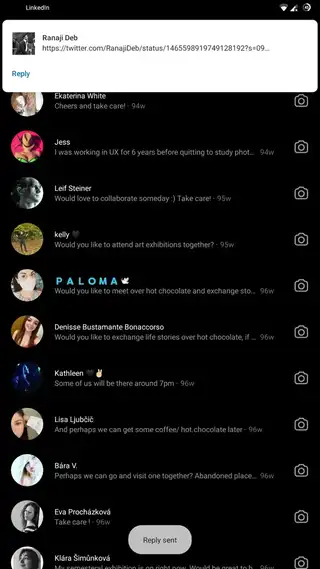 LinkedIn
Ranaji Deb
https://twitter.com/RanajiDeb/status/1465598919749128192?s=09...
Reply
Ekaterina White
Cheers and take care! · 94w
Jess
I was working in UX for 6 years before quitting to study phot... · 94w
Leif Steiner
Would love to collaborate someday :) Take care! · 95w
kelly 🖤
Would you like to attend art exhibitions together? · 95w
P A L O M A 🕊
Would you like to meet over hot chocolate and exchange sto... · 96w
Denisse Bustamante Bonaccorso
Would you like to exchange life stories over hot chocolate, if ... · 96w
Kathleen 🖤✌
Some of us will be there around 7pm · 96w
Lisa Ljubčič
And perhaps we can get some coffee/ hot.chocolate later · 96w
Bára V.
Perhaps we can go and visit one together? Abandoned place... · 96w
Eva Procházková
Take care ! · 96w
Reply sent
Klára Šimůnková